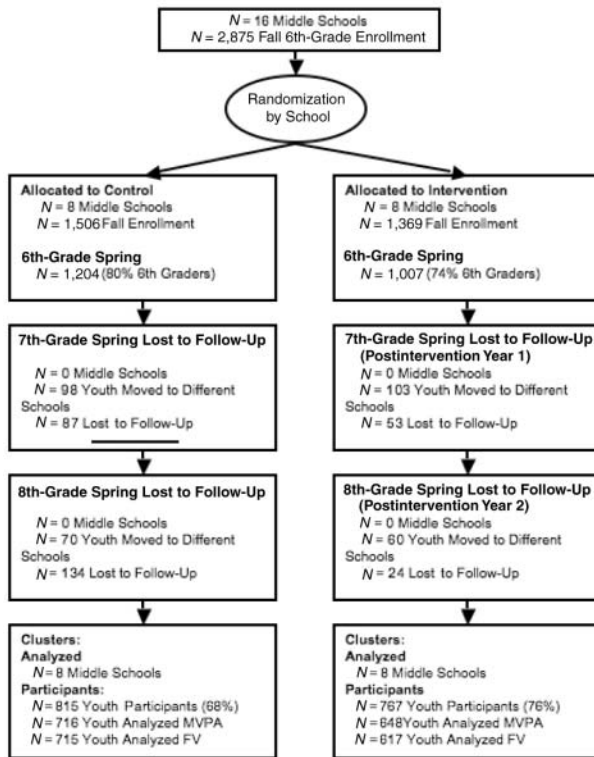 N = 16 Middle Schools
N = 2,875 Fall 6th-Grade Enrollment
Randomization
by School
Allocated to Control
N = 8 Middle Schools
N = 1,506 Fall Enrollment
6th-Grade Spring
N = 1,204 (80% 6th Graders)
Allocated to Intervention
N = 8 Middle Schools
N = 1,369 Fall Enrollment
6th-Grade Spring
N = 1,007 (74% 6th Graders)
7th-Grade Spring Lost to Follow-Up
N = 0 Middle Schools
N = 98 Youth Moved to Different
Schools
N = 87 Lost to Follow-Up
7th-Grade Spring Lost to Follow-Up
(Postintervention Year 1)
N = 0 Middle Schools
N = 103 Youth Moved to Different
Schools
N = 53 Lost to Follow-Up
8th-Grade Spring Lost to Follow-Up
N = 0 Middle Schools
N = 70 Youth Moved to Different
Schools
N = 134 Lost to Follow-Up
8th-Grade Spring Lost to Follow-Up
(Postintervention Year 2)
N = 0 Middle Schools
N = 60 Youth Moved to Different
Schools
N = 24 Lost to Follow-Up
Clusters:
Analyzed
N = 8 Middle Schools
Participants:
N = 815 Youth Participants (68%)
N = 716 Youth Analyzed MVPA
N = 715 Youth Analyzed FV
Clusters:
Analyzed
N = 8 Middle Schools
Participants
N = 767 Youth Participants (76%)
N = 648Youth Analyzed MVPA
N = 617 Youth Analyzed FV